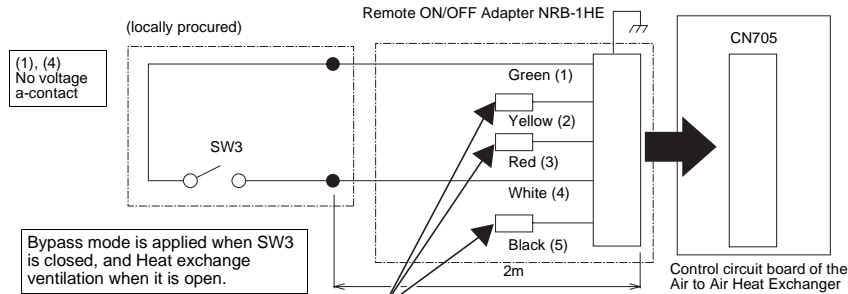 Remote ON/OFF Adapter NRB-1HE
(locally procured)
CN705
(1), (4)
No voltage
a-contact
Green (1)
Yellow (2)
SW3
Red (3)
White (4)
Black (5)
Bypass mode is applied when SW3
is closed, and Heat exchange
ventilation when it is open.
2m
Control circuit board of the
Air to Air Heat Exchanger